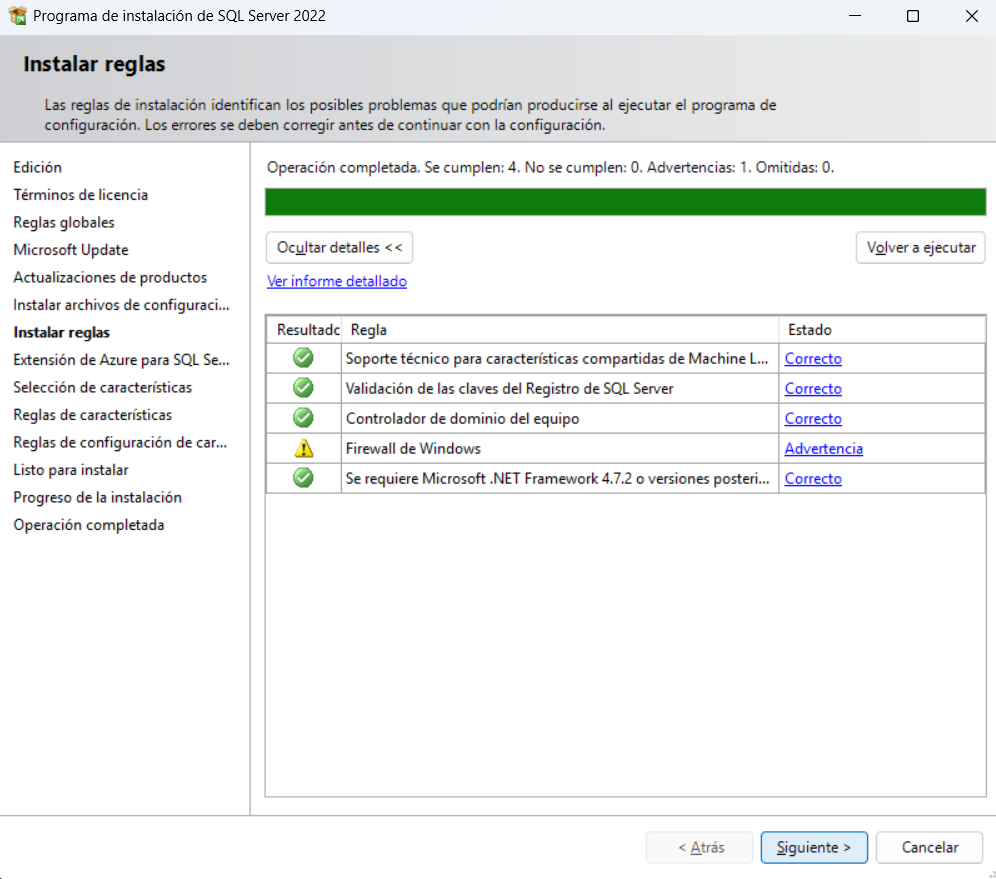 Programa de instalación de SQL Server 2022
Instalar reglas
Las reglas de instalación identifican los posibles problemas que podrían producirse al ejecutar el programa de
configuración. Los errores se deben corregir antes de continuar con la configuración.
Edición
Términos de licencia
Reglas globales
Microsoft Update
Actualizaciones de productos
Instalar archivos de configuraci...
Instalar reglas
Extensión de Azure para SQL Se...
Selección de características
Reglas de características
Reglas de configuración de car...
Listo para instalar
Progreso de la instalación
Operación completada
Operación completada. Se cumplen: 4. No se cumplen: 0. Advertencias: 1. Omitidas: 0.
Ocultar detalles <<
Volver a ejecutar
Ver informe detallado
Resultado Regla Estado
Soporte técnico para características compartidas de Machine L... Correcto
Validación de las claves del Registro de SQL Server Correcto
Controlador de dominio del equipo Correcto
Firewall de Windows Advertencia
Se requiere Microsoft .NET Framework 4.7.2 o versiones posteri... Correcto
< Atrás
Siguiente >
Cancelar